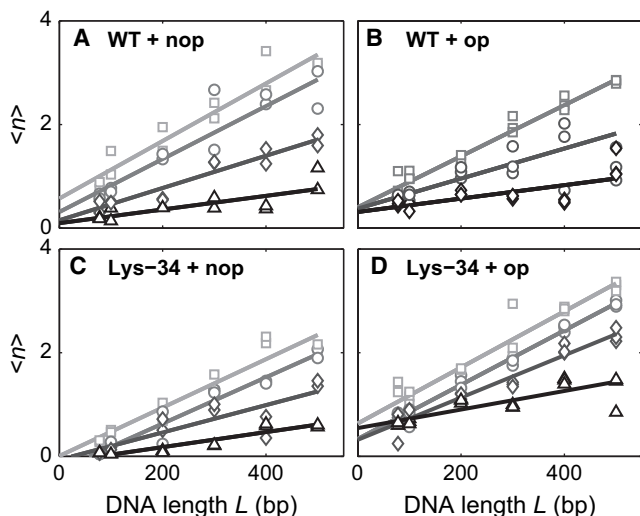 A WT + nop
B WT + op
4
2
0
<n>
C Lys−34 + nop
D Lys−34 + op
4
2
0
<n>
0 200 400
0 200 400
DNA length L (bp)
DNA length L (bp)